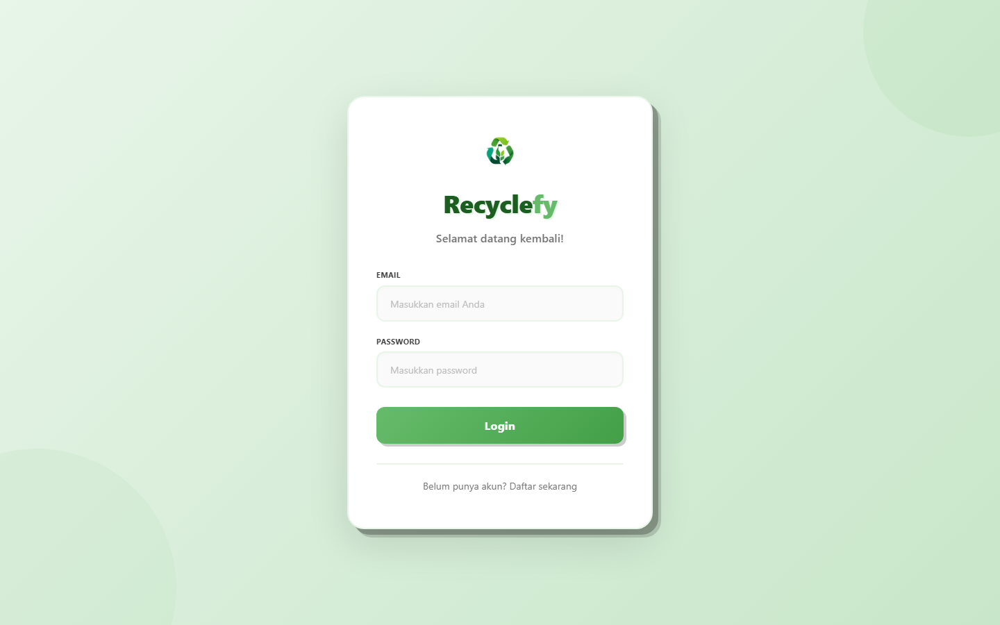 Recyclefy
Selamat datang kembali!
EMAIL
Masukkan email Anda
PASSWORD
Masukkan password
Login
Belum punya akun? Daftar sekarang